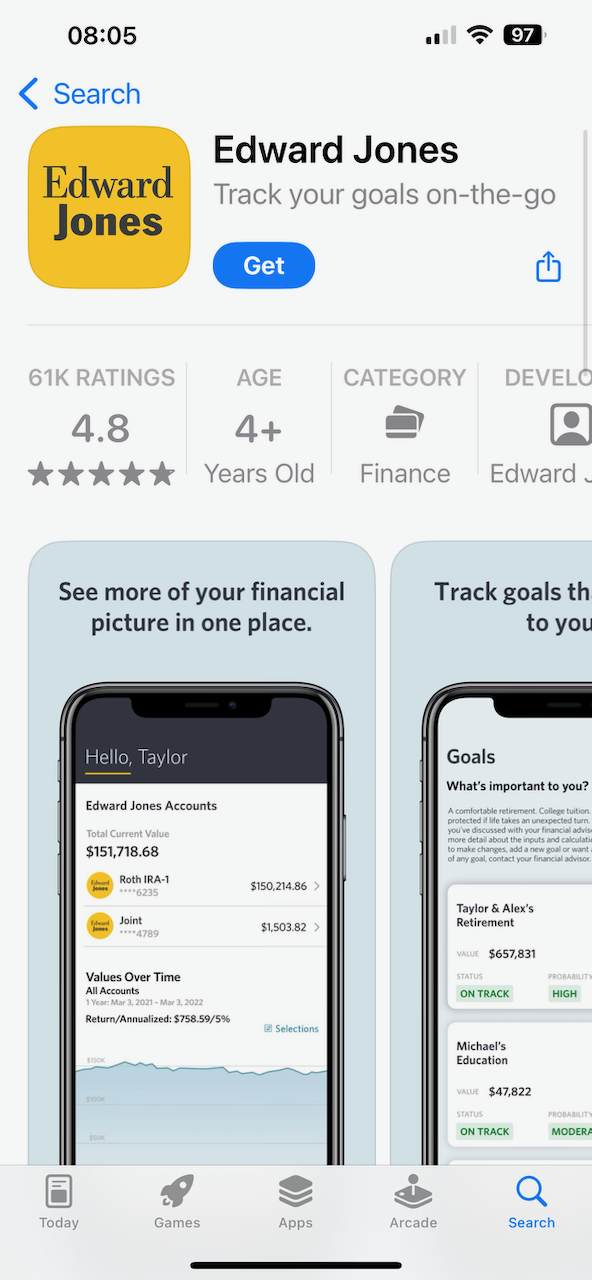 08:05
97
Search
Edward
Jones
Edward Jones
Track your goals on-the-go
Get
61K RATINGS
AGE
CATEGORY
DEVELO
4.8
4+
Years Old
Finance
Edward J
See more of your financial
picture in one place.
Hello, Taylor
Edward Jones Accounts
Total Current Value
$151,718.68
Edward
Jones
Roth IRA-1
****6235
$150,214.86
Edward
Jones
Joint
****4789
$1,503.82
Values Over Time
All Accounts
1 Year: Mar 3, 2021 - Mar 3, 2022
Return/Annualized: $758.59/5%
Selections
$150K
$100K
$50K
Track goals th
to you
Goals
What's important to you?
A comfortable retirement. College tuition.
protected if life takes an unexpected turn.
you've discussed with your financial adviso
more detail about the inputs and calculati
to make changes, add a new goal or want
of any goal, contact your financial advisor.
Taylor & Alex's
Retirement
VALUE $657,831
STATUS
PROBABILITY
ON TRACK
HIGH
Michael's
Education
VALUE $47,822
STATUS
PROBABILITY
ON TRACK
MODERA
Today
Games
Apps
Arcade
Search